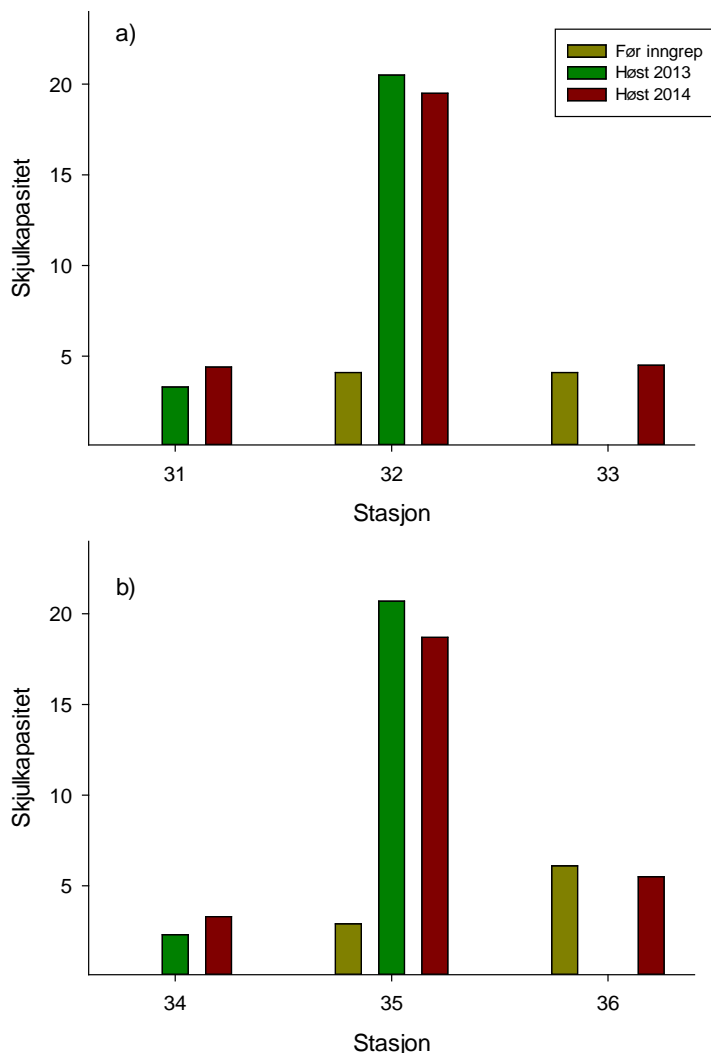 a)
Før inngrep
Høst 2013
Høst 2014
Skjulkapasitet
20
15
10
5
31 32 33
Stasjon
b)
Skjulkapasitet
20
15
10
5
34 35 36
Stasjon